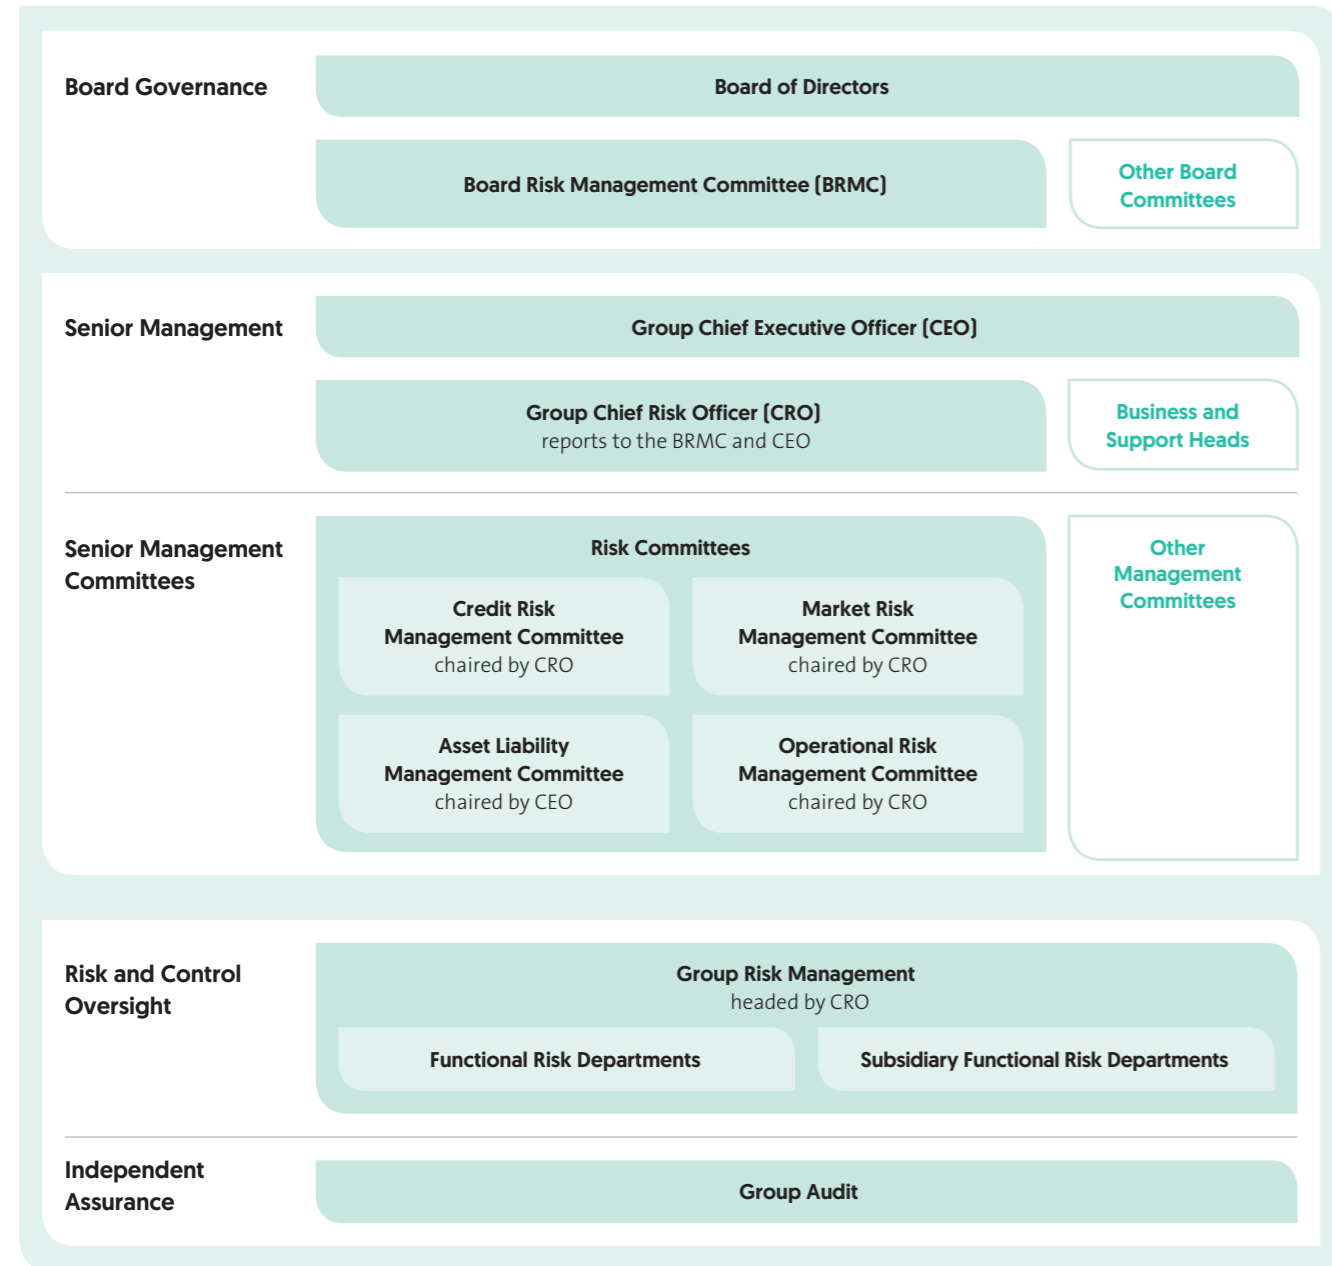 Board Governance
Board of Directors
Board Risk Management Committee (BRMC)
Other Board
Committees
Senior Management
Group Chief Executive Officer (CEO)
Group Chief Risk Officer (CRO)
reports to the BRMC and CEO
Business and
Support Heads
Senior Management
Committees
Risk Committees
Credit Risk
Management Committee
chaired by CRO
Market Risk
Management Committee
chaired by CRO
Asset Liability
Management Committee
chaired by CEO
Operational Risk
Management Committee
chaired by CRO
Other
Management
Committees
Risk and Control
Oversight
Group Risk Management
headed by CRO
Functional Risk Departments
Subsidiary Functional Risk Departments
Independent
Assurance
Group Audit